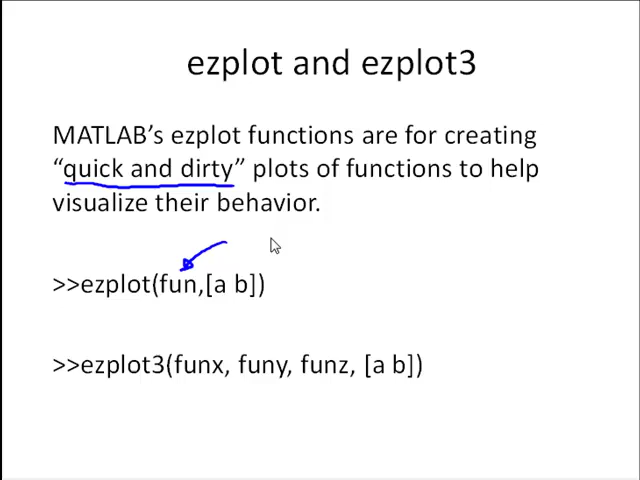 ezplot and ezplot3
MATLAB’s ezplot functions are for creating
“quick and dirty” plots of functions to help
visualize their behavior.
>>ezplot(fun,[a b])
>>ezplot3(funx, funy, funz, [a b])